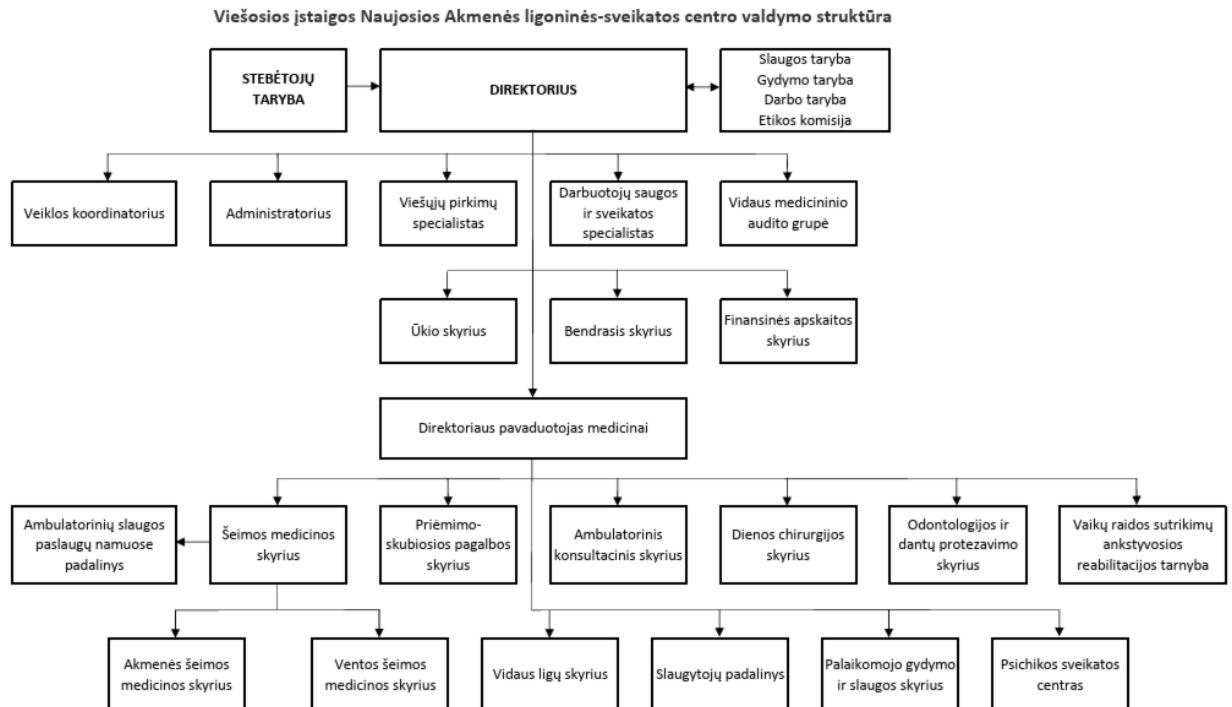 Viešosios įstaigos Naujosios Akmenės ligoninės-sveikatos centro valdymo struktūra
STEBĖTOJŲ
TARYBA
DIREKTORIUS
Slaugos taryba
Gydymo taryba
Darbo taryba
Etikos komisija
Veiklos koordinatorius
Administratorius
Viešųjų pirkimų
specialistas
Darbuotojų saugos
ir sveikatos
specialistas
Vidaus medicininio
audito grupė
Ūkio skyrius
Bendrasis skyrius
Finansinės apskaitos
skyrius
Direktoriaus pavaduotojas medicinai
Ambulatorinių slaugos
paslaugų namuose
padalinys
Šeimos medicinos
skyrius
Priėmimo-
skubiosios pagalbos
skyrius
Ambulatorinis
konsultacinis skyrius
Dienos chirurgijos
skyrius
Odontologijos ir
dantų protezavimo
skyrius
Vaikų raidos sutrikimų
ankstyvosios
reabilitacijos tarnyba
Akmenės šeimos
medicinos skyrius
Ventos šeimos
medicinos skyrius
Vidaus ligų skyrius
Slaugytojų padalinys
Palaikomojo gydymo
ir slaugos skyrius
Psichikos sveikatos
centras